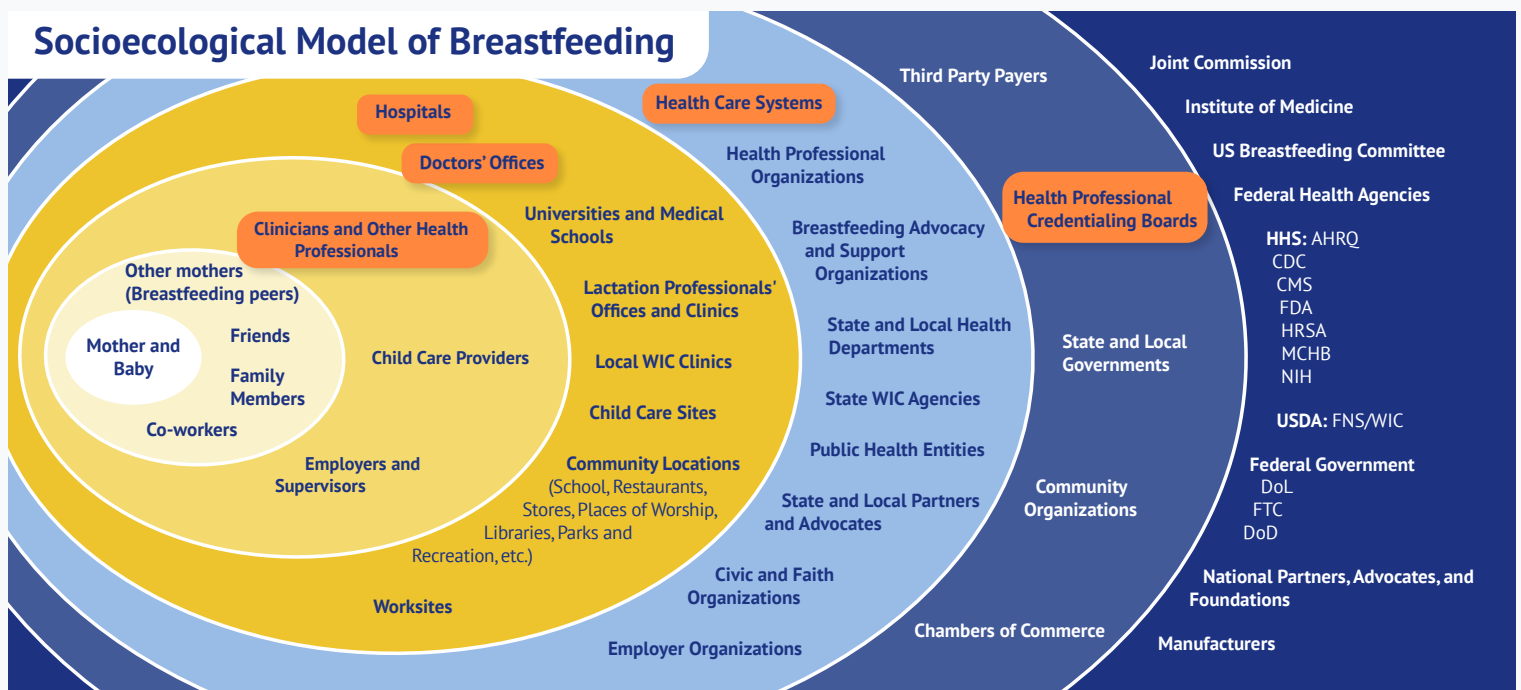 Socioecological Model of Breastfeeding
Mother and
Baby
Other mothers
(Breastfeeding peers)
Friends
Family
Members
Co-workers
Clinicians and Other Health
Professionals
Child Care Providers
Employers and
Supervisors
Hospitals
Doctors' Offices
Universities and Medical
Schools
Lactation Professionals'
Offices and Clinics
Local WIC Clinics
Child Care Sites
Community Locations
(School, Restaurants,
Stores, Places of Worship,
Libraries, Parks and
Recreation, etc.)
Worksites
Health Care Systems
Health Professional
Organizations
Breastfeeding Advocacy
and Support
Organizations
State and Local Health
Departments
State WIC Agencies
Public Health Entities
State and Local Partners
and Advocates
Civic and Faith
Organizations
Employer Organizations
Third Party Payers
Health Professional
Credentialing Boards
State and Local
Governments
Community
Organizations
Chambers of Commerce
Joint Commission
Institute of Medicine
US Breastfeeding Committee
Federal Health Agencies
HHS: AHRQ
CDC
CMS
FDA
HRSA
MCHB
NIH
USDA: FNS/WIC
Federal Government
DoL
FTC
DoD
National Partners, Advocates, and
Foundations
Manufacturers